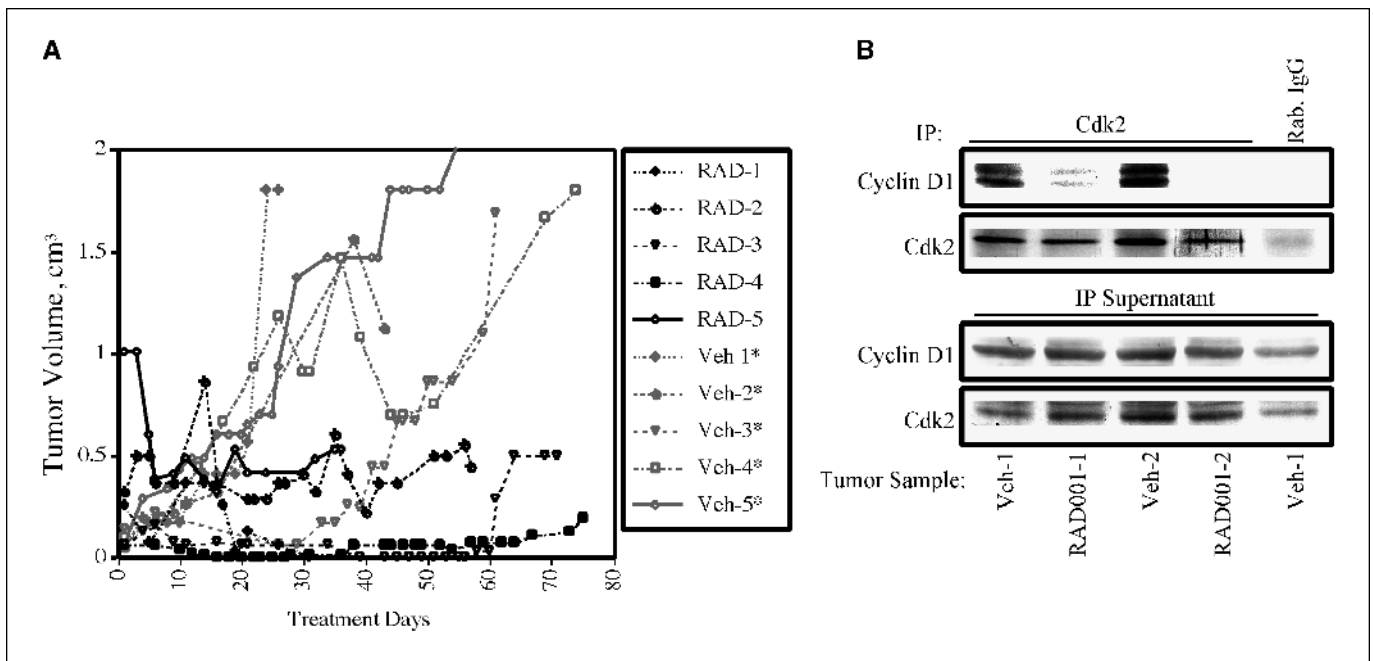 A
Tumor Volume, cm³
2
1.5
1
0.5
0
0
10
20
30
40
50
60
70
80
Treatment Days
RAD-1
RAD-2
RAD-3
RAD-4
RAD-5
Veh 1*
Veh-2*
Veh-3*
Veh-4*
Veh-5*
B
IP:
Cdk2
Rab. IgG
Cyclin D1
Cdk2
IP Supernatant
Cyclin D1
Cdk2
Tumor Sample:
Veh-1
RAD001-1
Veh-2
RAD001-2
Veh-1